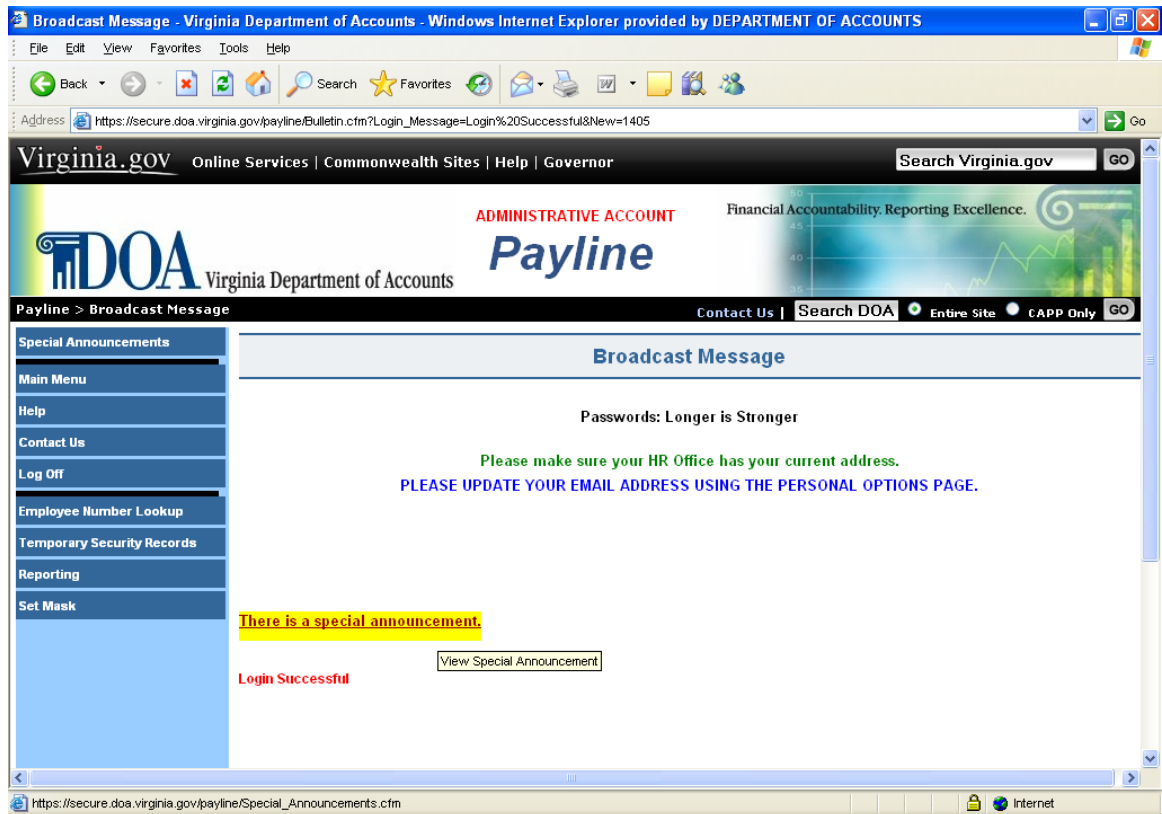 Broadcast Message - Virginia Department of Accounts - Windows Internet Explorer provided by DEPARTMENT OF ACCOUNTS
File Edit View Favorites Tools Help
Back Search Favorites
Address https://secure.doa.virginia.gov/payline/Bulletin.cfm?Login_Message=Login%20Successful&New=1405 Go
Virginia.gov Online Services | Commonwealth Sites | Help | Governor Search Virginia.gov GO
ADMINISTRATIVE ACCOUNT
Payline
Financial Accountability. Reporting Excellence.
50
45
40
35
DOA Virginia Department of Accounts
Payline > Broadcast Message Contact Us | Search DOA Entire Site CAPP Only GO
Special Announcements
Main Menu
Help
Contact Us
Log Off
Employee Number Lookup
Temporary Security Records
Reporting
Set Mask
Broadcast Message
Passwords: Longer is Stronger
Please make sure your HR Office has your current address.
PLEASE UPDATE YOUR EMAIL ADDRESS USING THE PERSONAL OPTIONS PAGE.
There is a special announcement.
View Special Announcement
Login Successful
https://secure.doa.virginia.gov/payline/Special_Announcements.cfm Internet